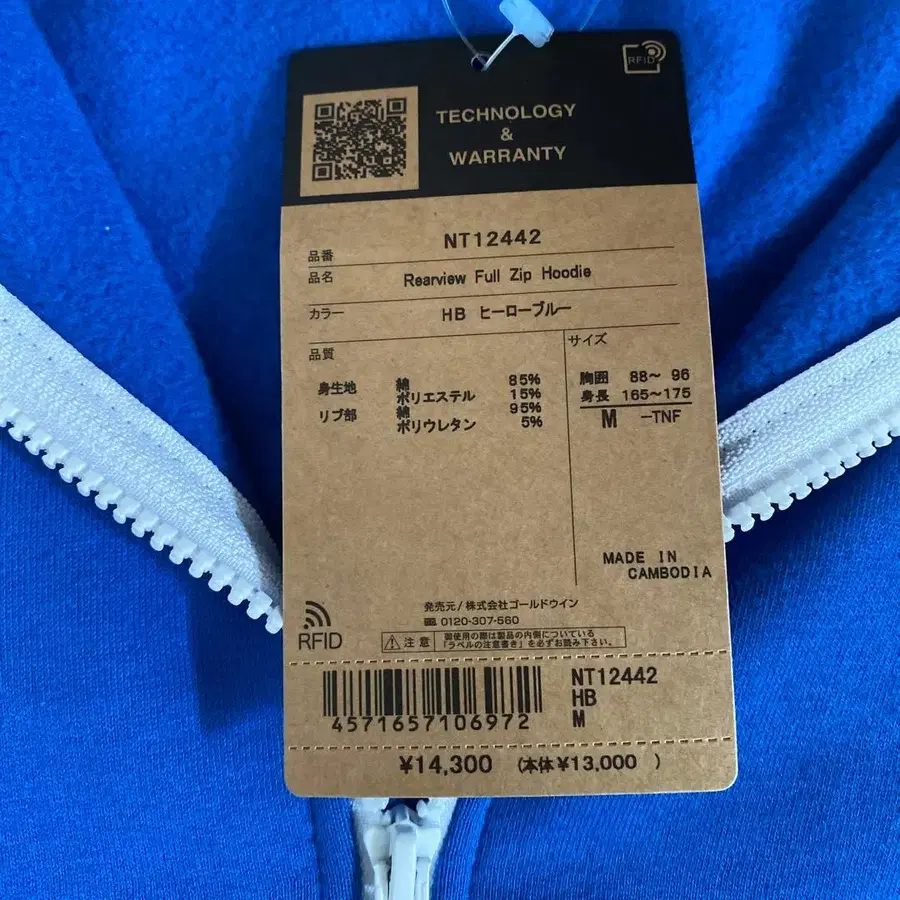 RFID
TECHNOLOGY
&
WARRANTY
品番 NT12442
品名 Rearview Full Zip Hoodie
カラー HB ヒーローブルー
品質
身生地 綿 85%
ポリエステル 15%
リブ部 綿 95%
ポリウレタン 5%
サイズ
胸囲 88~ 96
身長 165~175
M -TNF
MADE IN
CAMBODIA
RFID
発売元/株式会社ゴールドウイン
0120-307-560
注意 御使用の際は製品の内側についている
「ラベルの注意書き」を必ずお読み下さい。
4571657106972
NT12442
HB
M
¥14,300 (本体¥13,000 )